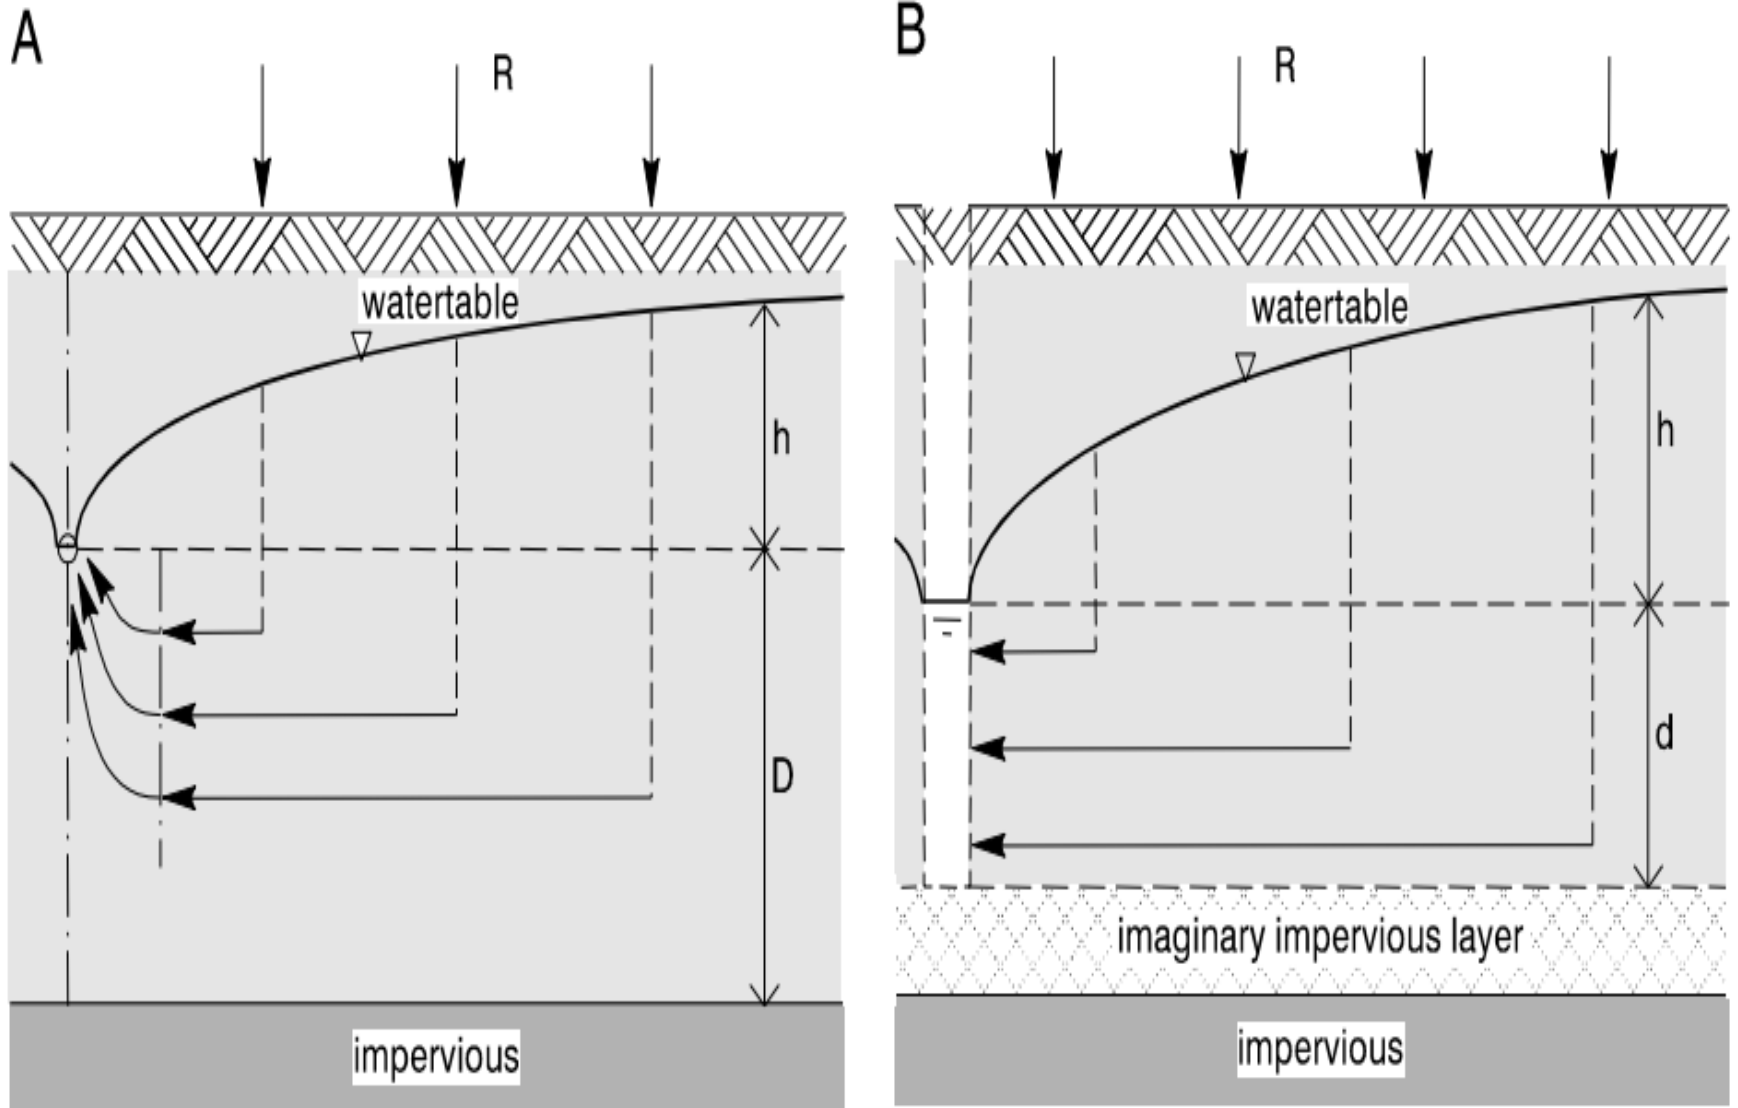 A
R
watertable
h
D
impervious
B
R
watertable
h
d
imaginary impervious layer
impervious